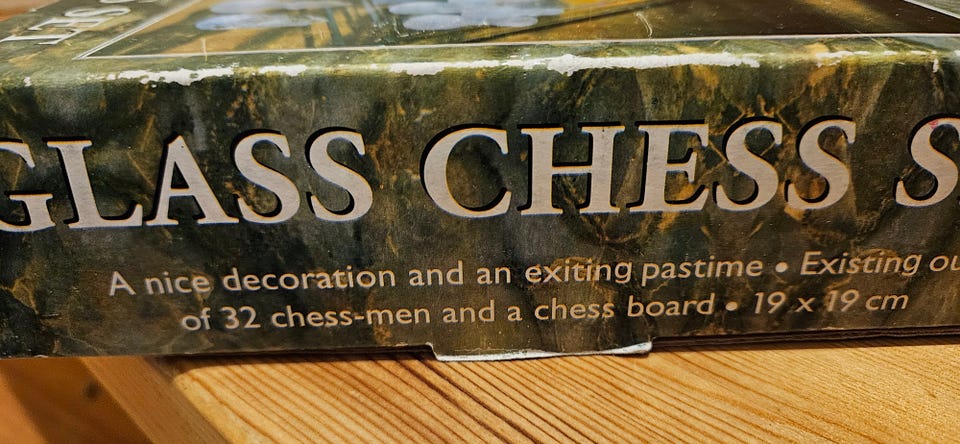 SET
GLASS CHESS S
A nice decoration and an exiting pastime • Existing ou
of 32 chess-men and a chess board • 19 x 19 cm